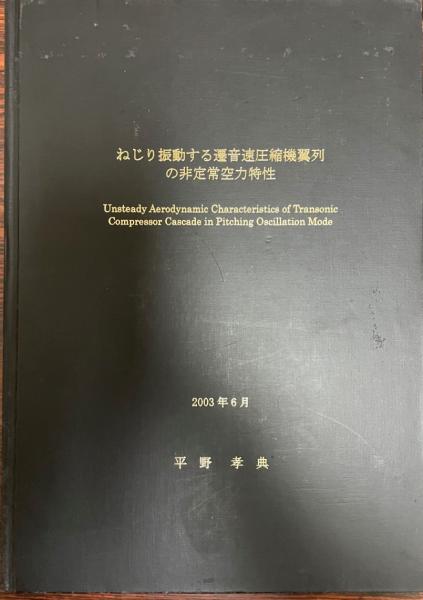 ねじり振動する遷音速圧縮機翼列
の非定常空力特性
Unsteady Aerodynamic Characteristics of Transonic
Compressor Cascade in Pitching Oscillation Mode
2003年6月
平野 孝典